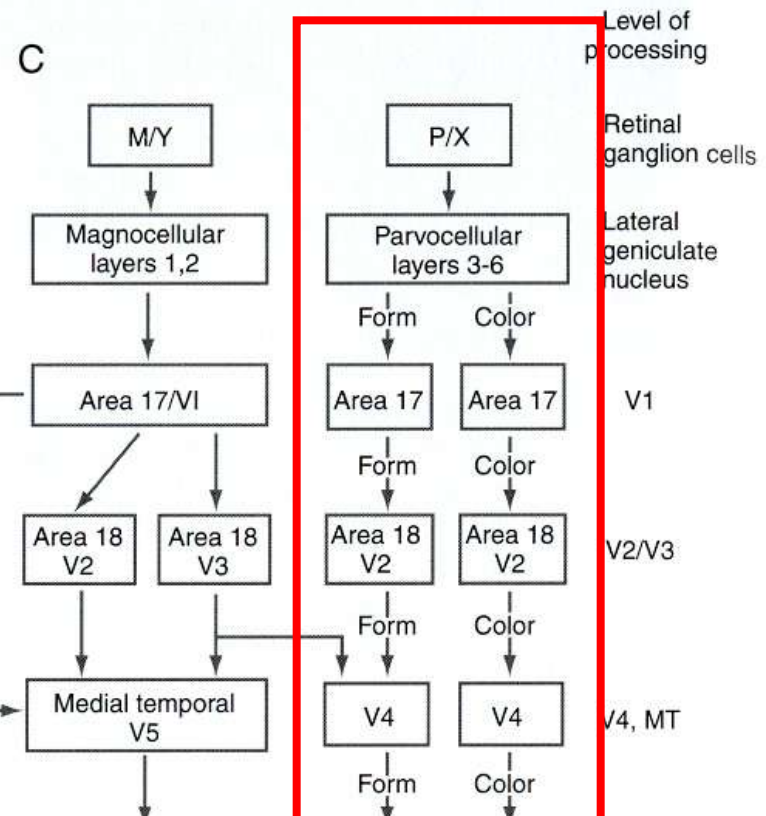 Level of
processing
C
M/Y
P/X
Retinal
ganglion cells
Magnocellular
layers 1,2
Parvocellular
layers 3-6
Lateral
geniculate
nucleus
Form
Color
Area 17/VI
Area 17
Area 17
V1
Form
Color
Area 18
V2
Area 18
V3
Area 18
V2
Area 18
V2
V2/V3
Form
Color
Medial temporal
V5
V4
V4
V4, MT
Form
Color